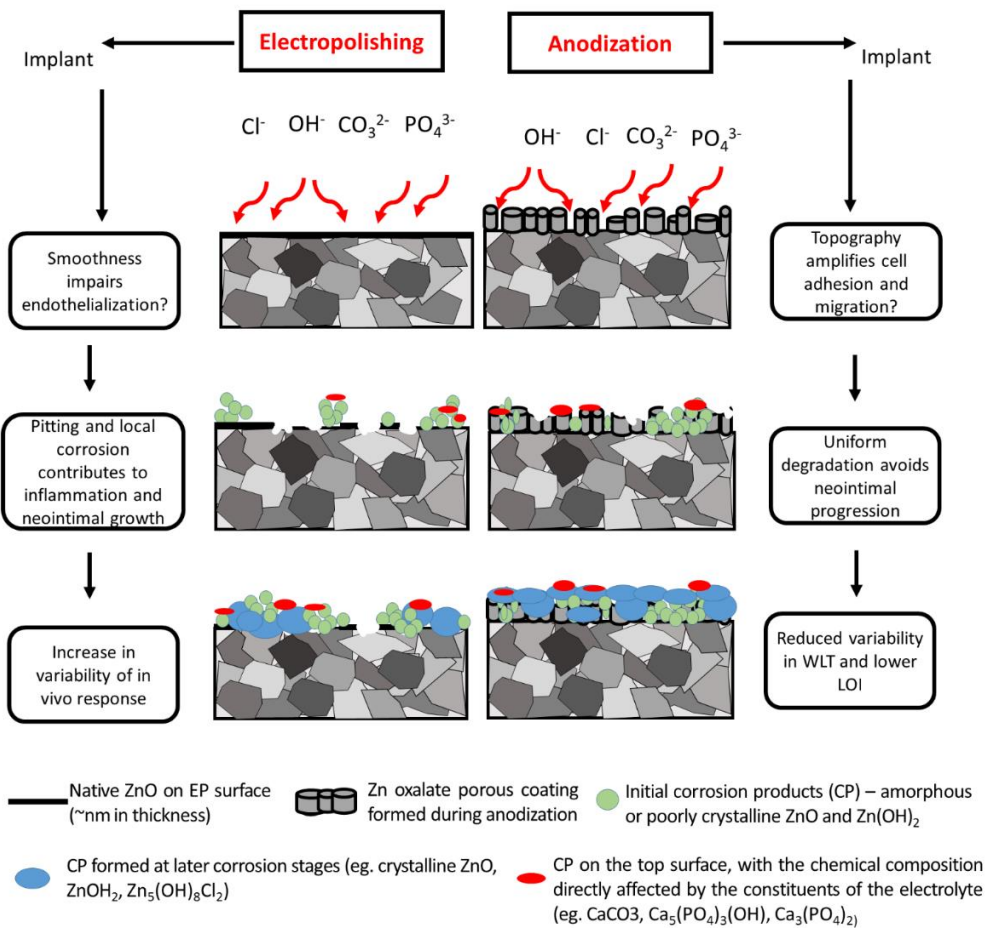 Electropolishing
Anodization
Implant
Implant
Cl⁻ OH⁻ CO₃²⁻ PO₄³⁻
OH⁻ Cl⁻ CO₃²⁻ PO₄³⁻
Smoothness
impairs
endothelialization?
Topography
amplifies cell
adhesion and
migration?
Pitting and local
corrosion
contributes to
inflammation and
neointimal growth
Uniform
degradation avoids
neointimal
progression
Increase in
variability of in
vivo response
Reduced variability
in WLT and lower
LOI
Native ZnO on EP surface
(~nm in thickness)
Zn oxalate porous coating
formed during anodization
Initial corrosion products (CP) – amorphous
or poorly crystalline ZnO and Zn(OH)₂
CP formed at later corrosion stages (eg. crystalline ZnO,
ZnOH₂, Zn₅(OH)₈Cl₂)
CP on the top surface, with the chemical composition
directly affected by the constituents of the electrolyte
(eg. CaCO3, Ca₅(PO₄)₃(OH), Ca₃(PO₄)₂)